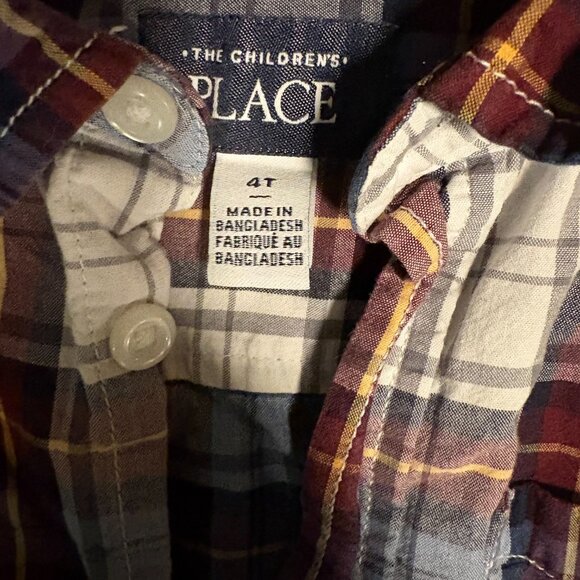 • THE CHILDREN'S •
PLACE
4T
MADE IN
BANGLADESH
FABRIQUÉ AU
BANGLADESH